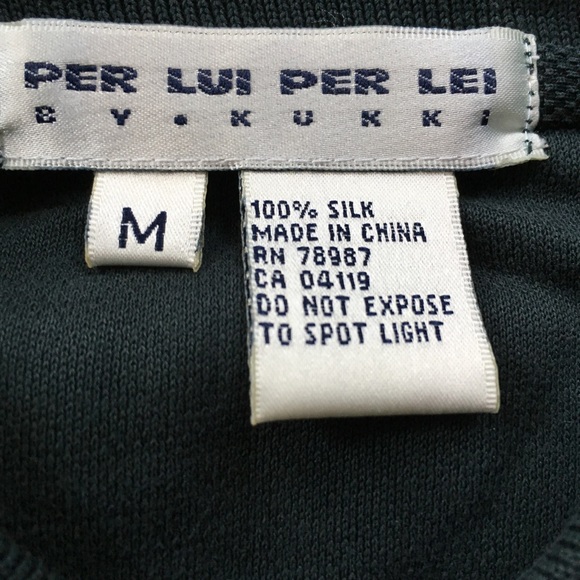 PER LUI PER LEI
BY • KUKKI
M
100% SILK
MADE IN CHINA
RN 78987
CA 04119
DO NOT EXPOSE
TO SPOT LIGHT